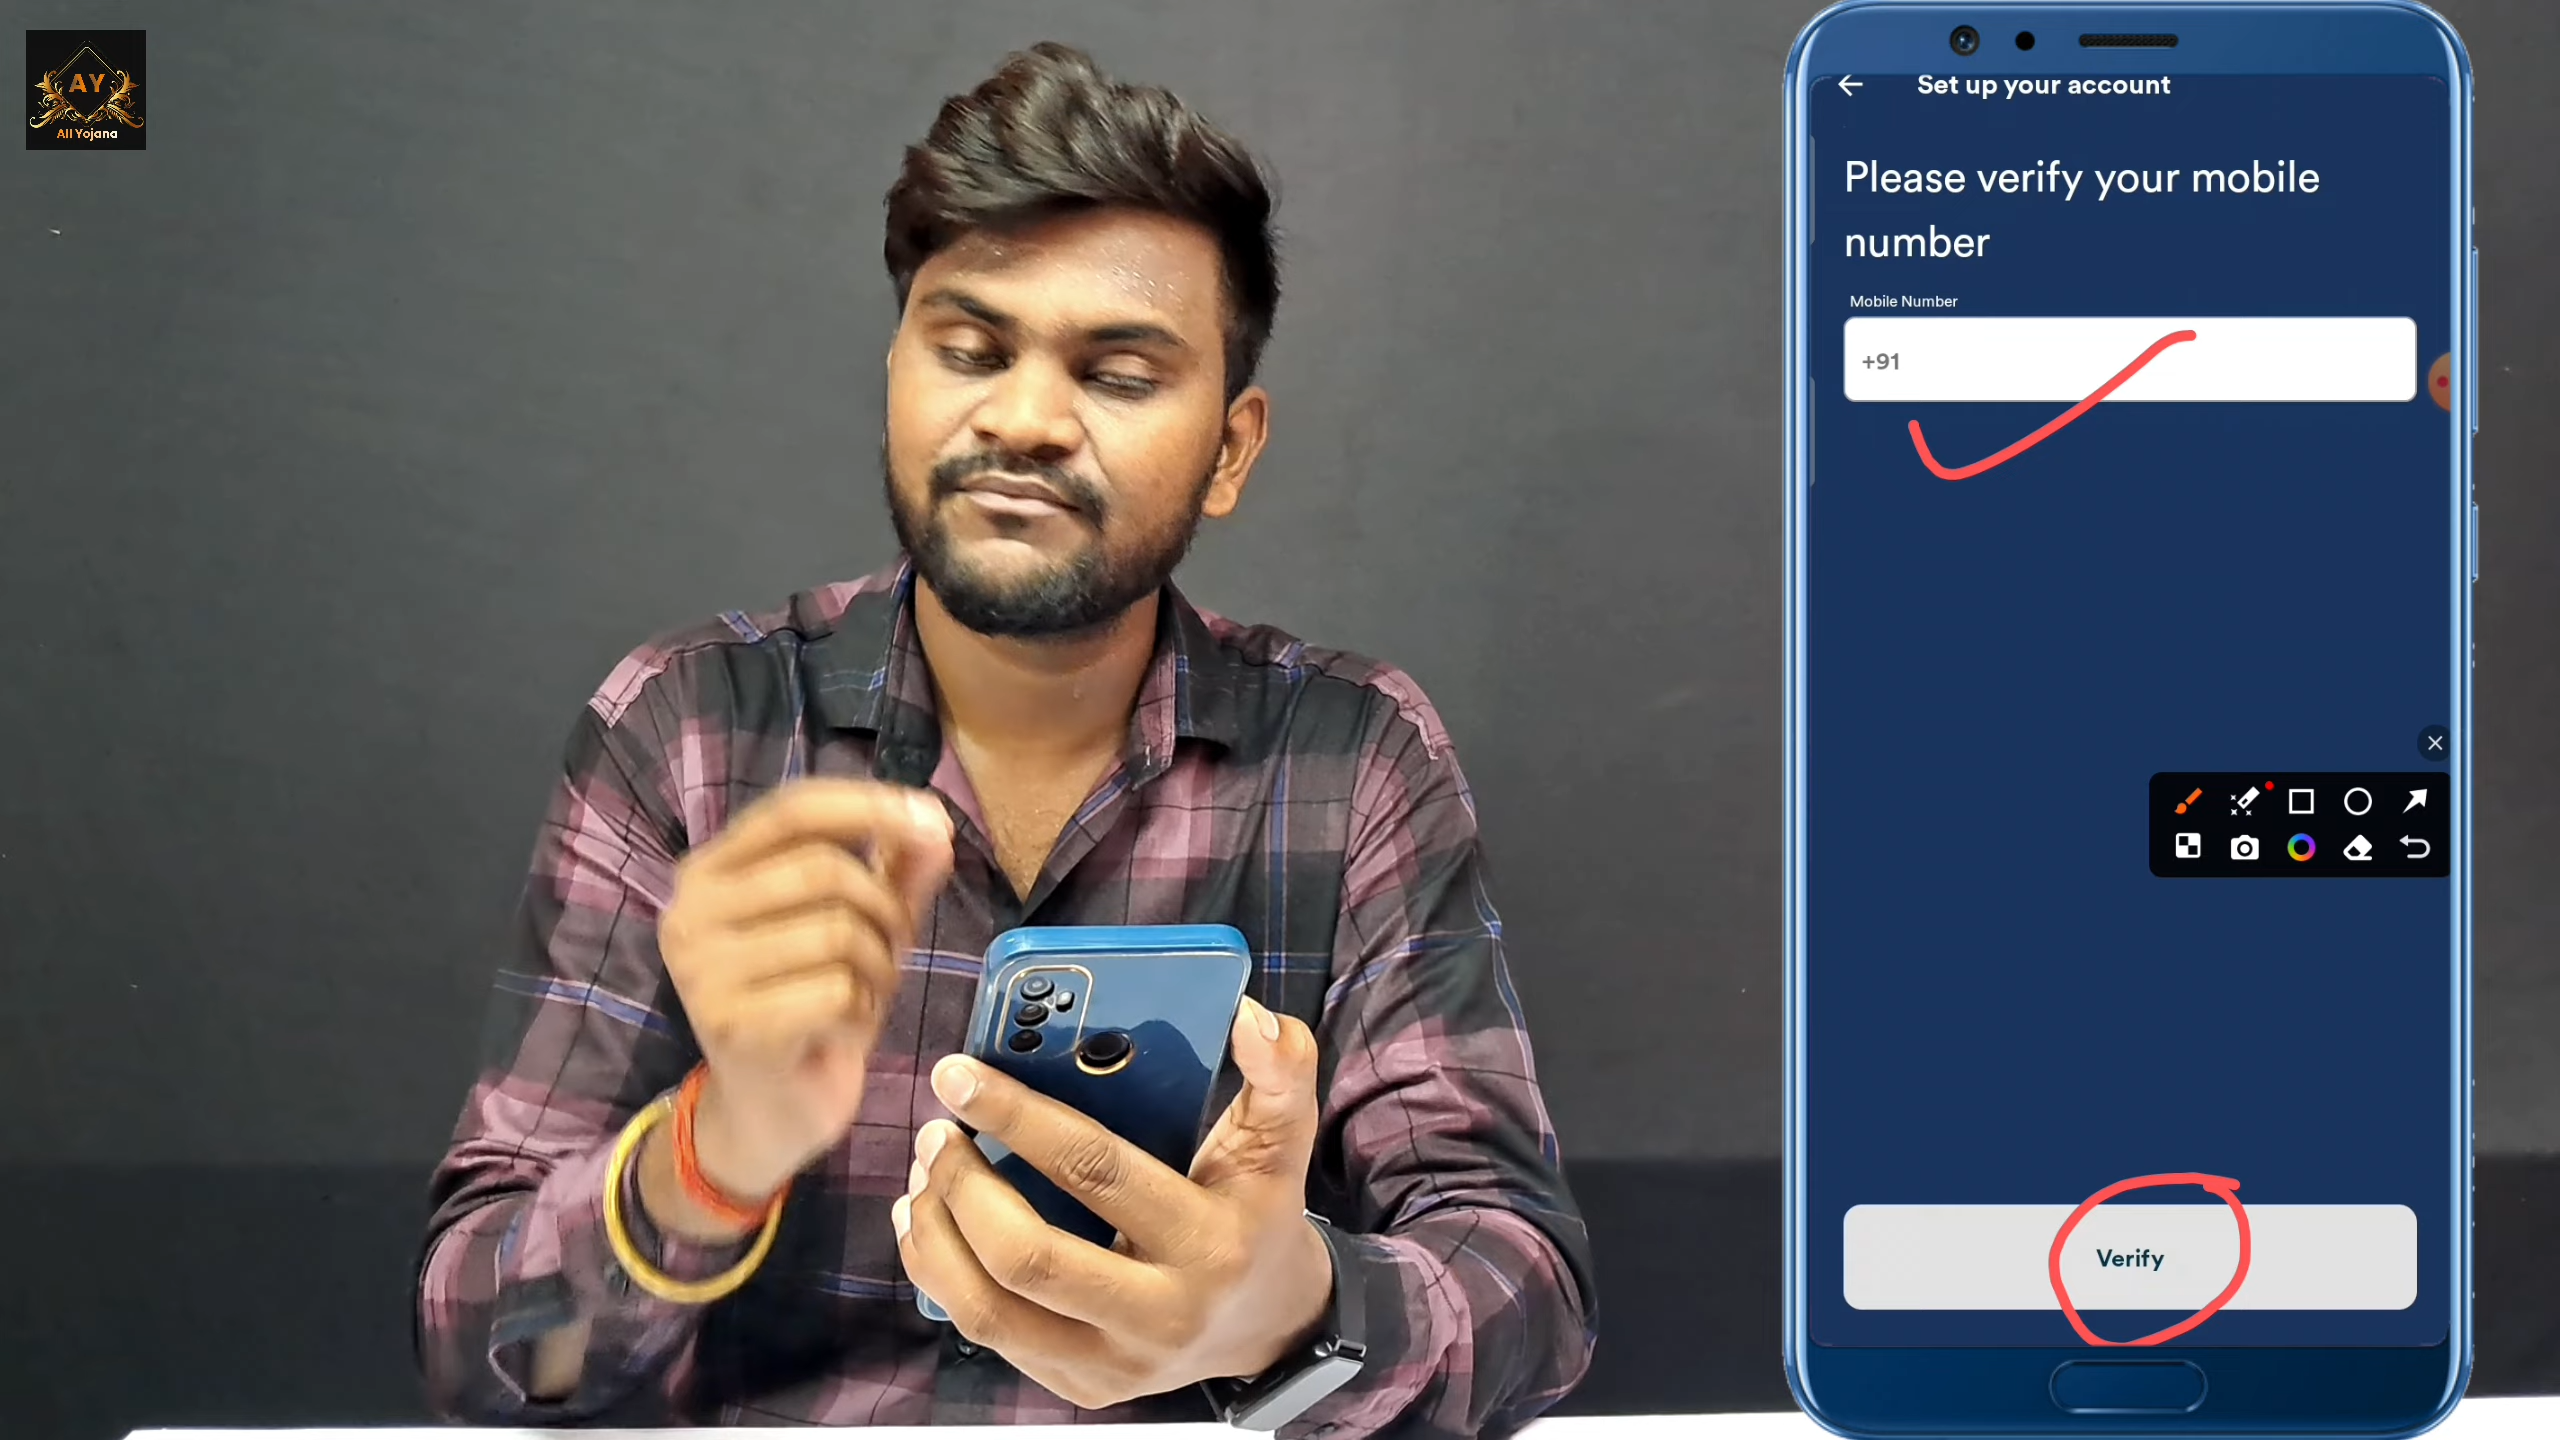 AY
All Yojana
Set up your account
Please verify your mobile
number
Mobile Number
+91
Verify